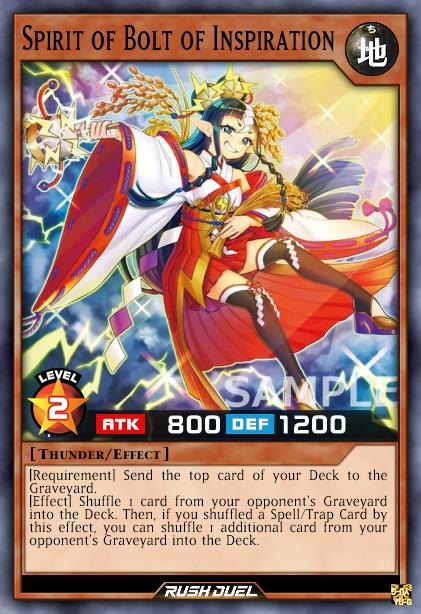 Spirit of Bolt of Inspiration
ち
地
SAMPLE
LEVEL
2
ATK 800 DEF 1200
[Thunder/Effect]
[Requirement] Send the top card of your Deck to the
Graveyard.
[Effect] Shuffle 1 card from your opponent's Graveyard
into the Deck. Then, if you shuffled a Spell/Trap Card by
this effect, you can shuffle 1 additional card from your
opponent's Graveyard into the Deck.
RUSH DUEL